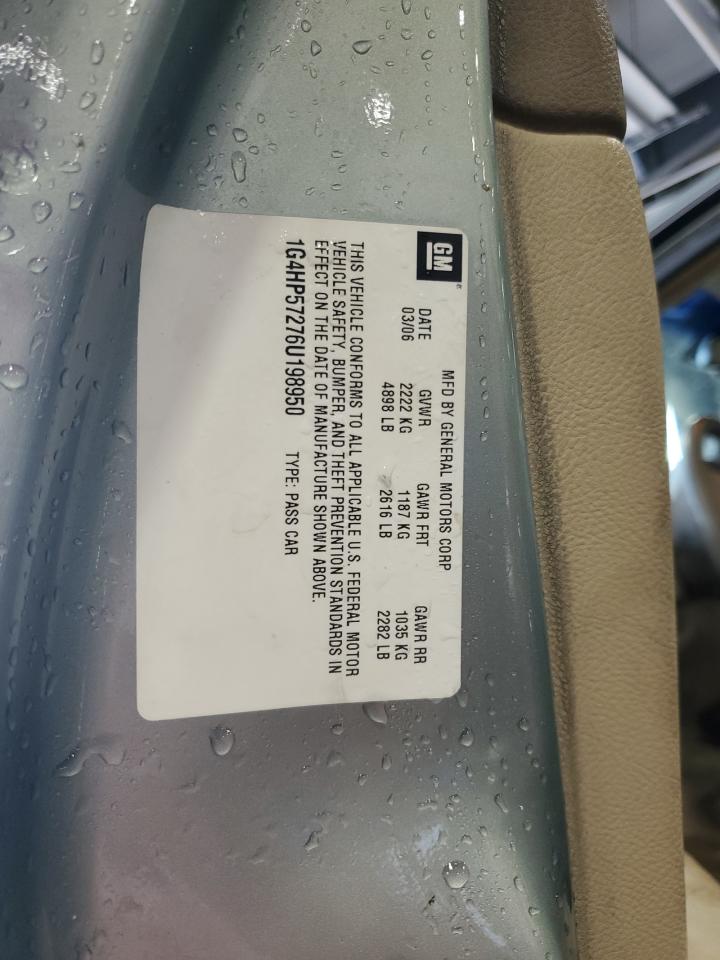 GM®
MFD BY GENERAL MOTORS CORP
DATE GVWR GAWR FRT GAWR RR
03/06 2222 KG 1187 KG 1035 KG
4898 LB 2616 LB 2282 LB
THIS VEHICLE CONFORMS TO ALL APPLICABLE U.S. FEDERAL MOTOR
VEHICLE SAFETY, BUMPER, AND THEFT PREVENTION STANDARDS IN
EFFECT ON THE DATE OF MANUFACTURE SHOWN ABOVE.
1G4HP57276U198950 TYPE: PASS CAR